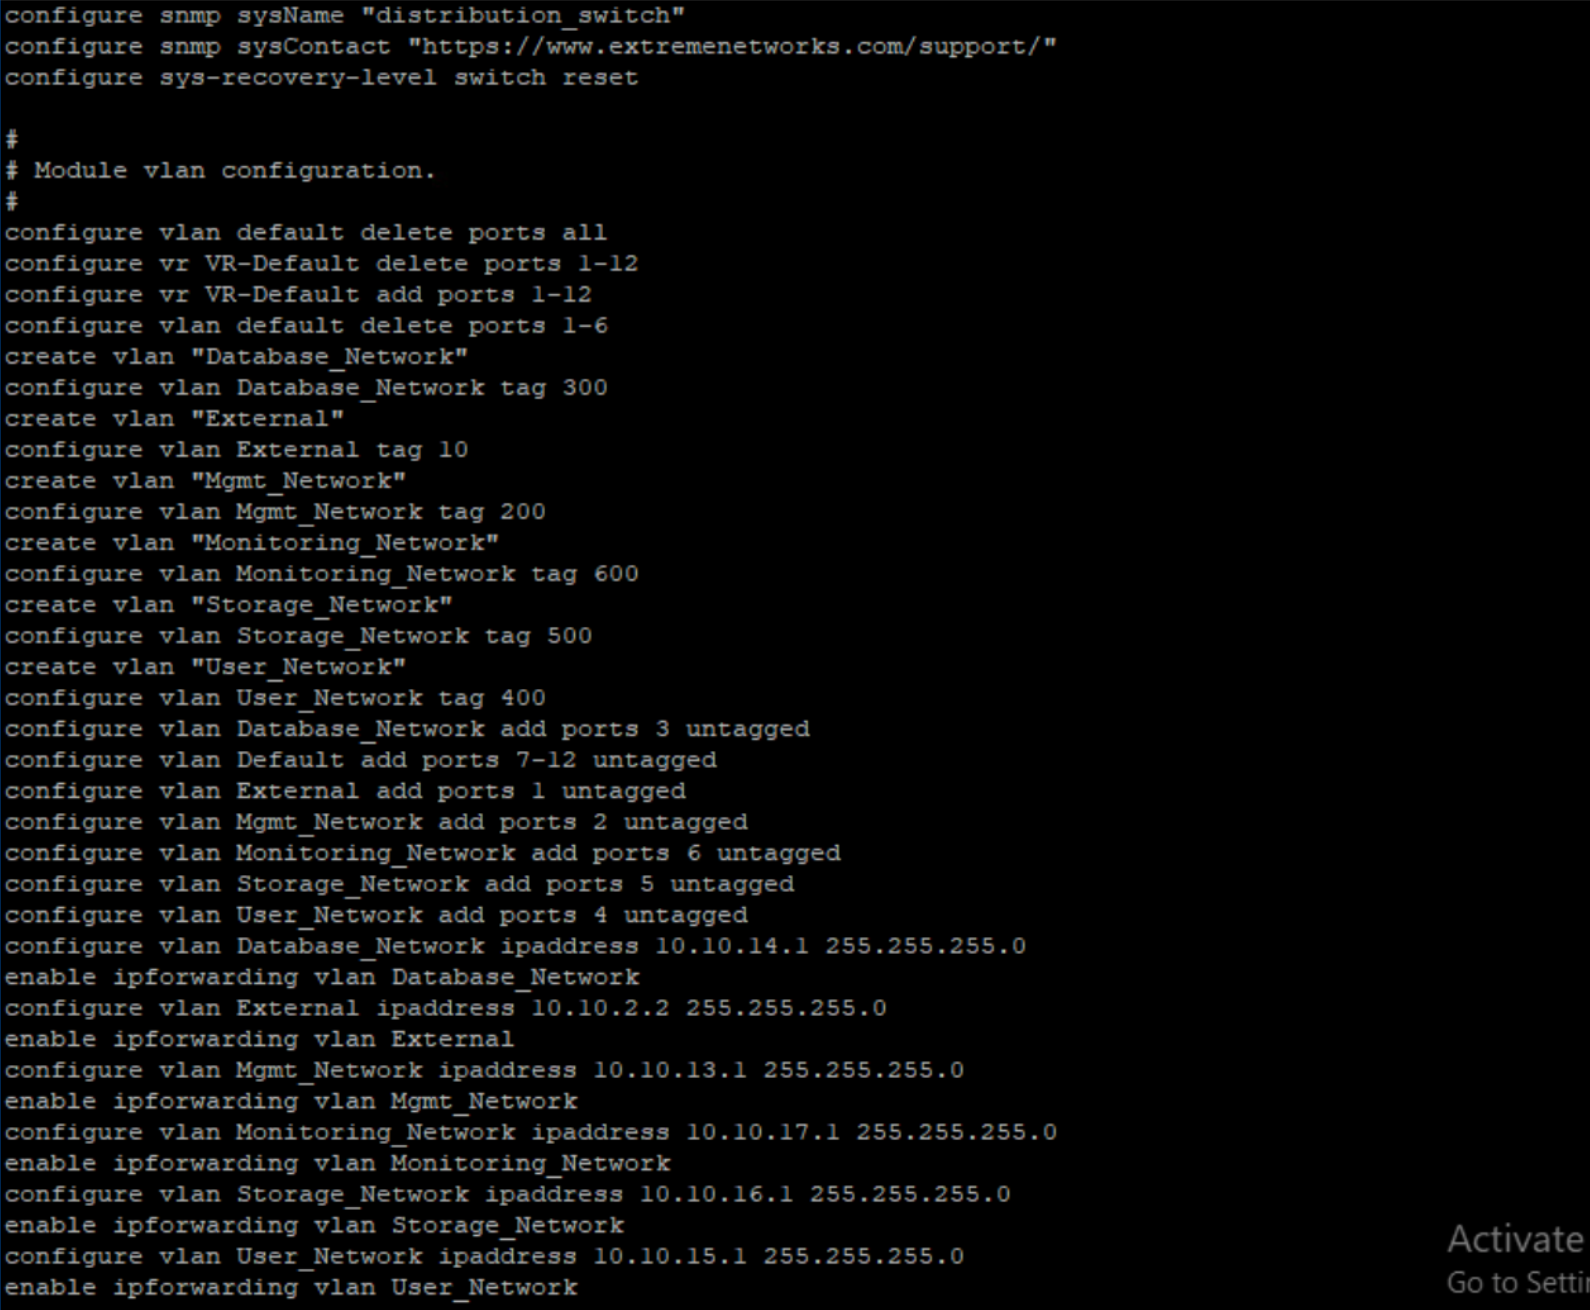 configure snmp sysName "distribution_switch"
configure snmp sysContact "https://www.extremenetworks.com/support/"
configure sys-recovery-level switch reset
#
# Module vlan configuration.
#
configure vlan default delete ports all
configure vr VR-Default delete ports 1-12
configure vr VR-Default add ports 1-12
configure vlan default delete ports 1-6
create vlan "Database_Network"
configure vlan Database_Network tag 300
create vlan "External"
configure vlan External tag 10
create vlan "Mgmt_Network"
configure vlan Mgmt_Network tag 200
create vlan "Monitoring_Network"
configure vlan Monitoring_Network tag 600
create vlan "Storage_Network"
configure vlan Storage_Network tag 500
create vlan "User_Network"
configure vlan User_Network tag 400
configure vlan Database_Network add ports 3 untagged
configure vlan Default add ports 7-12 untagged
configure vlan External add ports 1 untagged
configure vlan Mgmt_Network add ports 2 untagged
configure vlan Monitoring_Network add ports 6 untagged
configure vlan Storage_Network add ports 5 untagged
configure vlan User_Network add ports 4 untagged
configure vlan Database_Network ipaddress 10.10.14.1 255.255.255.0
enable ipforwarding vlan Database_Network
configure vlan External ipaddress 10.10.2.2 255.255.255.0
enable ipforwarding vlan External
configure vlan Mgmt_Network ipaddress 10.10.13.1 255.255.255.0
enable ipforwarding vlan Mgmt_Network
configure vlan Monitoring_Network ipaddress 10.10.17.1 255.255.255.0
enable ipforwarding vlan Monitoring_Network
configure vlan Storage_Network ipaddress 10.10.16.1 255.255.255.0
enable ipforwarding vlan Storage_Network
configure vlan User_Network ipaddress 10.10.15.1 255.255.255.0
enable ipforwarding vlan User_Network
Activate
Go to Setti